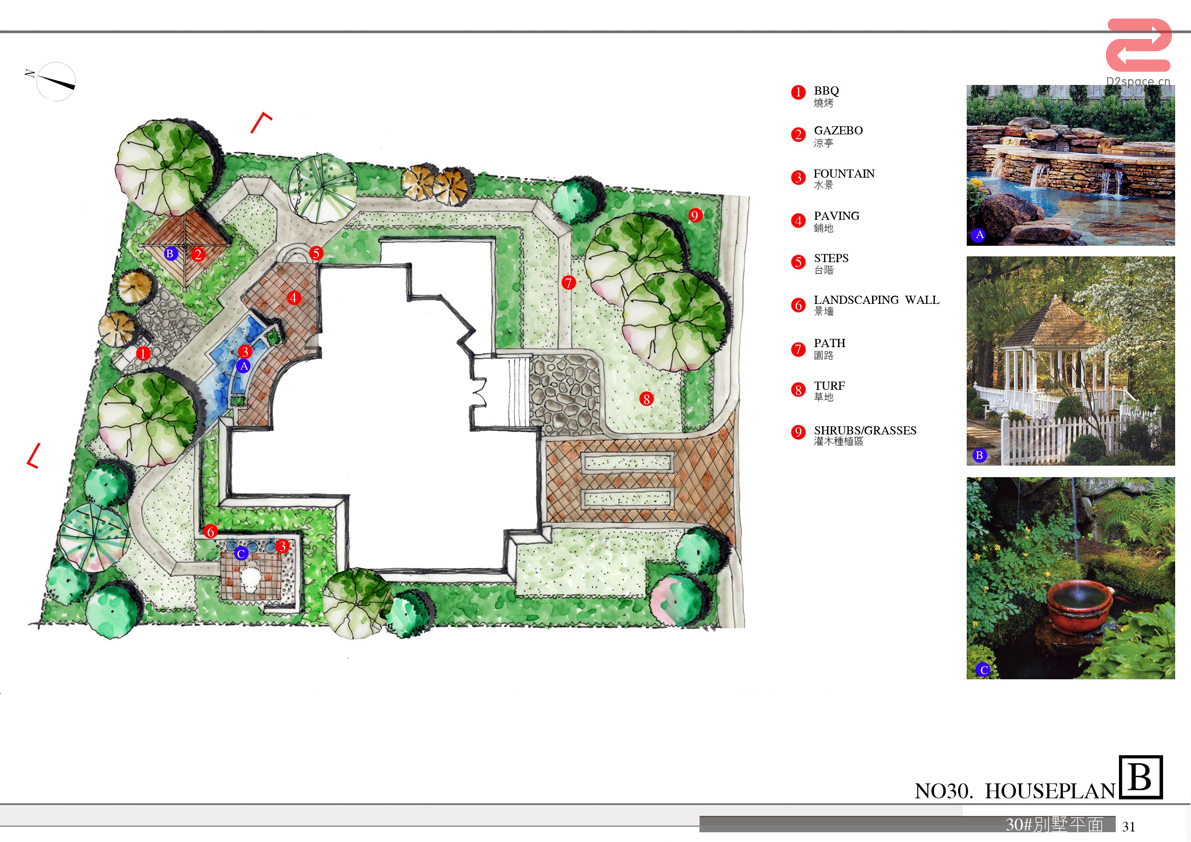 D2space.cn
N
1 BBQ
燒烤
2 GAZEBO
涼亭
3 FOUNTAIN
水景
4 PAVING
鋪地
5 STEPS
台階
6 LANDSCAPING WALL
景墻
7 PATH
園路
8 TURF
草地
9 SHRUBS/GRASSES
灌木種植區
9
B 2
5
4
7
1
3
A
8
6
C
3
A
B
C
NO30. HOUSEPLAN B
30#別墅平面 31